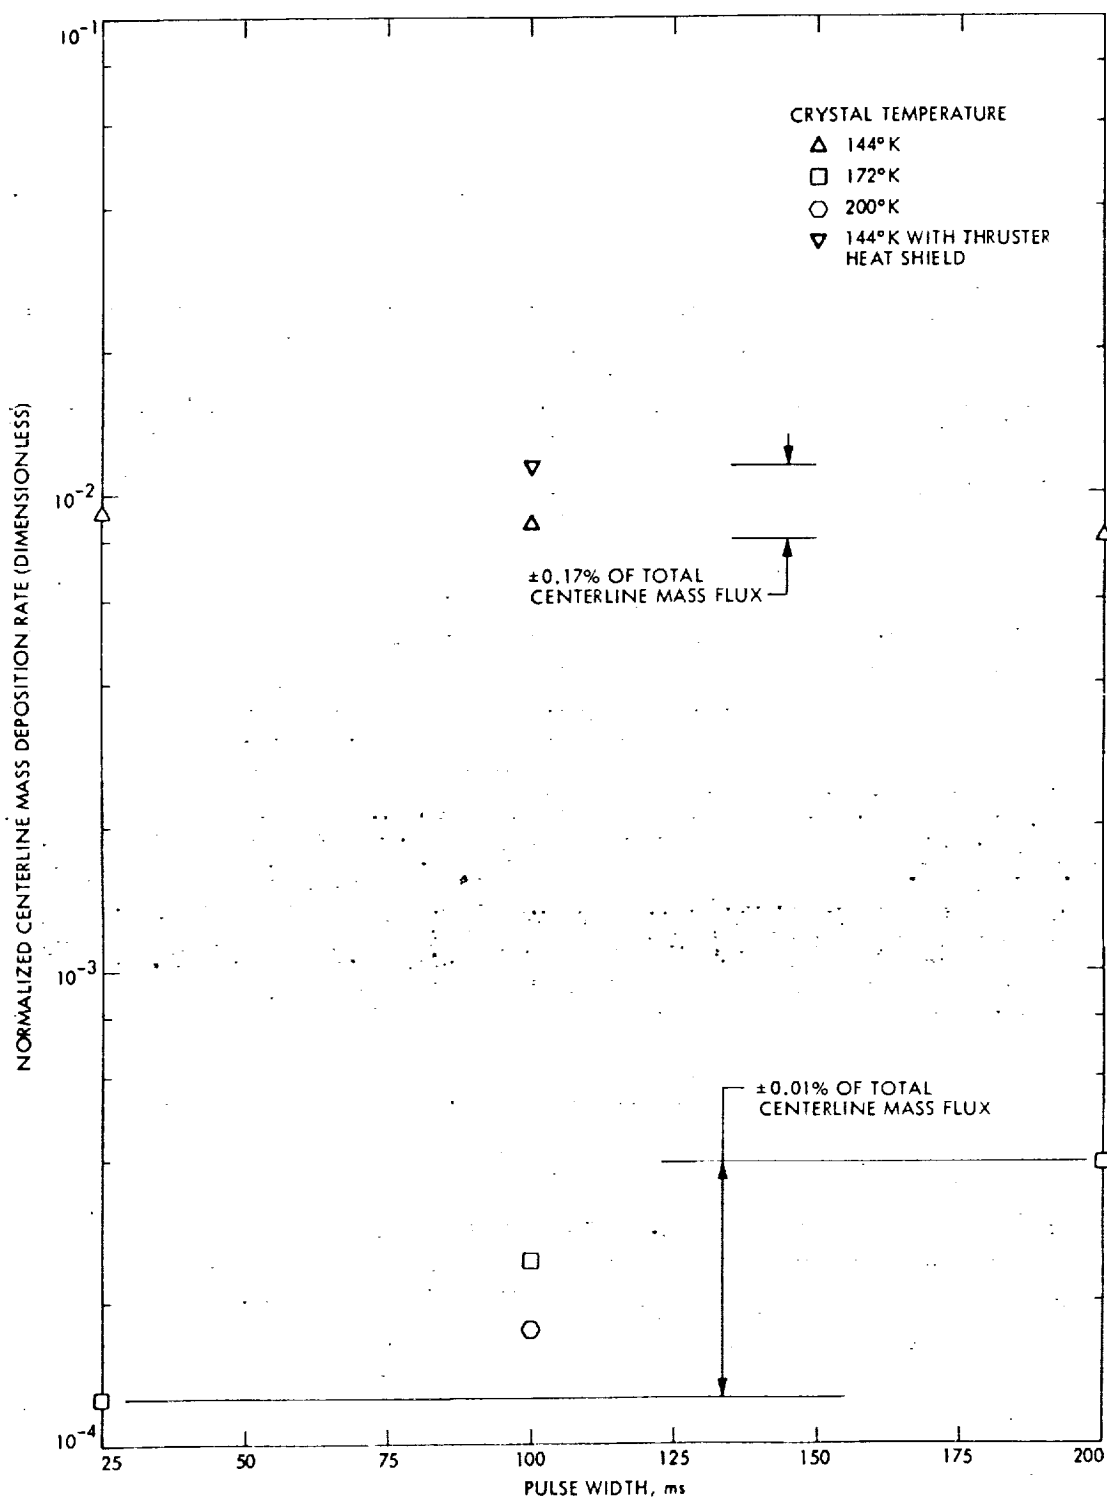 10-1
CRYSTAL TEMPERATURE
144°K
172°K
200°K
144°K WITH THRUSTER
HEAT SHIELD
NORMALIZED CENTERLINE MASS DEPOSITION RATE (DIMENSIONLESS)
10-2
±0.17% OF TOTAL
CENTERLINE MASS FLUX
10-3
±0.01% OF TOTAL
CENTERLINE MASS FLUX
10-4
25 50 75 100 125 150 175 200
PULSE WIDTH, ms